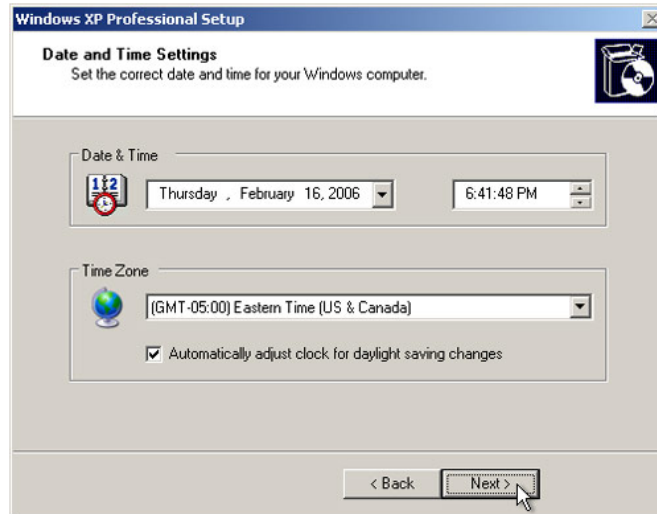 Windows XP Professional Setup
Date and Time Settings
Set the correct date and time for your Windows computer.
Date & Time
1 2
Thursday , February 16, 2006
6:41:48 PM
Time Zone
(GMT-05:00) Eastern Time (US & Canada)
Automatically adjust clock for daylight saving changes
< Back
Next >